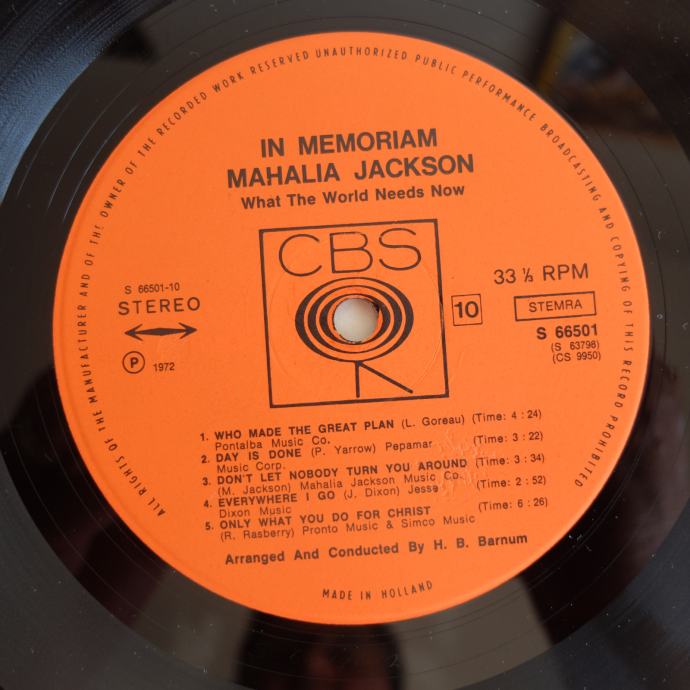 ALL RIGHTS OF THE MANUFACTURER AND OF THE OWNER OF THE RECORDED WORK RESERVED UNAUTHORIZED PUBLIC PERFORMANCE BROADCASTING AND COPYING OF THIS RECORD PROHIBITED
IN MEMORIAM
MAHALIA JACKSON
What The World Needs Now
CBS
S 66501-10
STEREO
Ⓟ 1972
10
33 ⅓ RPM
STEMRA
S 66501
(S 63798)
(CS 9950)
1. WHO MADE THE GREAT PLAN (L. Goreau) (Time: 4 : 24)
Pontalba Music Co.
2. DAY IS DONE (P. Yarrow) Pepamar (Time: 3 : 22)
Music Corp.
3. DON'T LET NOBODY TURN YOU AROUND (Time: 3 : 34)
(M. Jackson) Mahalia Jackson Music Co.
4. EVERYWHERE I GO (J. Dixon) Jesse (Time: 2 : 52)
Dixon Music
5. ONLY WHAT YOU DO FOR CHRIST (Time: 6 : 26)
(R. Rasberry) Pronto Music & Simco Music
Arranged And Conducted By H. B. Barnum
MADE IN HOLLAND